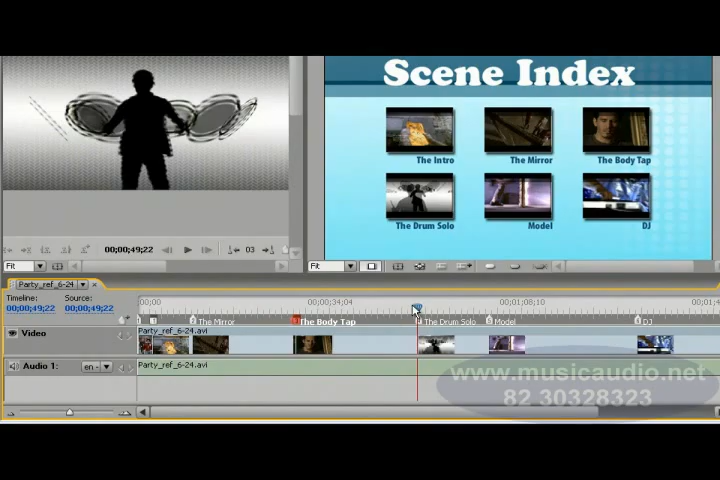 Scene Index
The Intro
The Mirror
The Body Tap
The Drum Solo
Model
DJ
00;00;49;22
03
Fit
Fit
Party_ref_6-24
Timeline:
Source:
00;00;49;22
00;00;49;22
00;00
00;00;34;04
00;01;08;10
The Mirror
The Body Tap
The Drum Solo
Model
DJ
Video
Party_ref_6-24.avi
Audio 1:
en -
Party_ref_6-24.avi
www.musicaudio.net
82 30328323